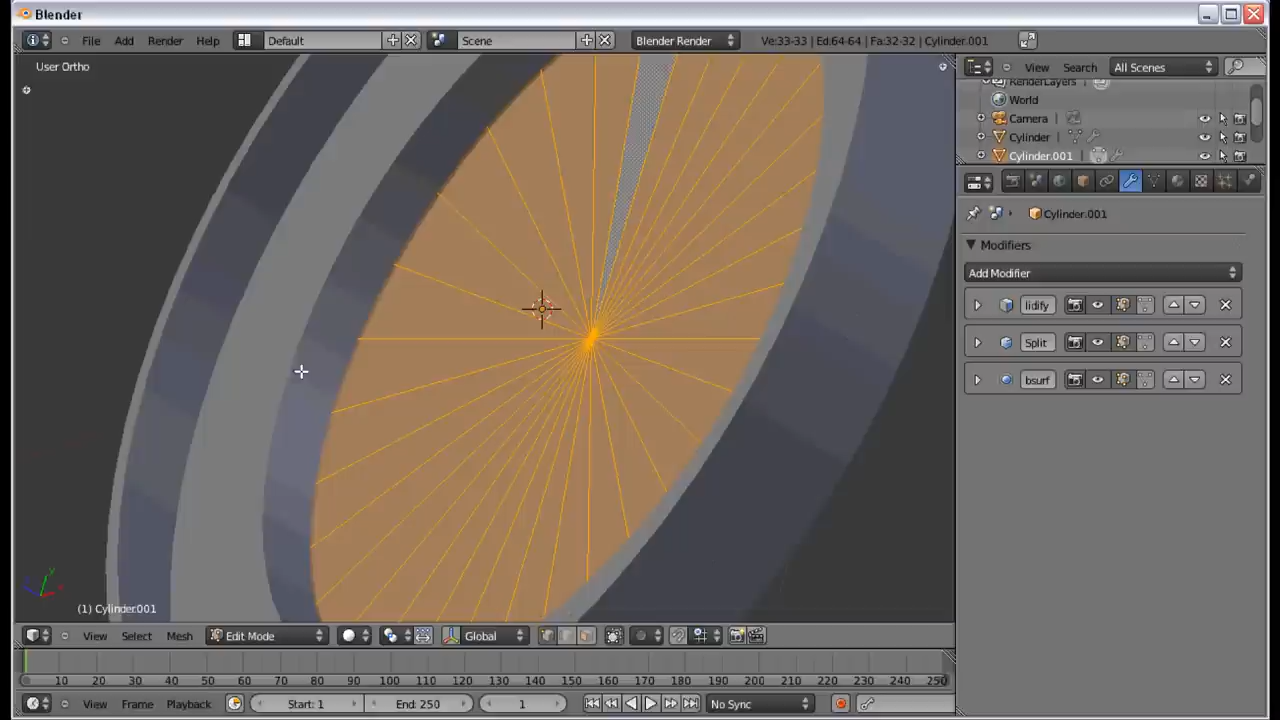 Blender
File Add Render Help Default Scene Blender Render Ve:33-33 | Ed:64-64 | Fa:32-32 | Cylinder.001
User Ortho
View Search All Scenes
RenderLayers
World
Camera
Cylinder
Cylinder.001
Cylinder.001
Modifiers
Add Modifier
lidify
Split
bsurf
y
(1) Cylinder.001
View Select Mesh Edit Mode Global
10 20 30 40 50 60 70 80 90 100 110 120 130 140 150 160 170 180 190 200 210 220 230 240 250
View Frame Playback Start: 1 End: 250 1 No Sync